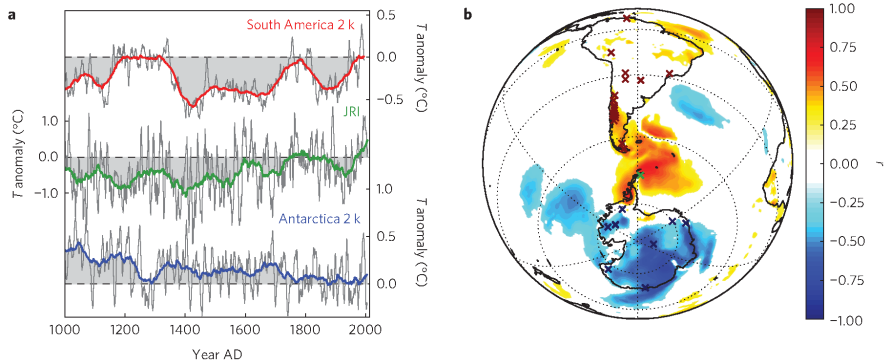 a
South America 2 k
0.5
0.0
−0.5
T anomaly (°C)
JRI
1.0
0.0
−1.0
T anomaly (°C)
1.0
Antarctica 2 k
0.5
0.0
T anomaly (°C)
1000 1200 1400 1600 1800 2000
Year AD
b
1.00
0.75
0.50
0.25
0.00
−0.25
−0.50
−0.75
−1.00
r